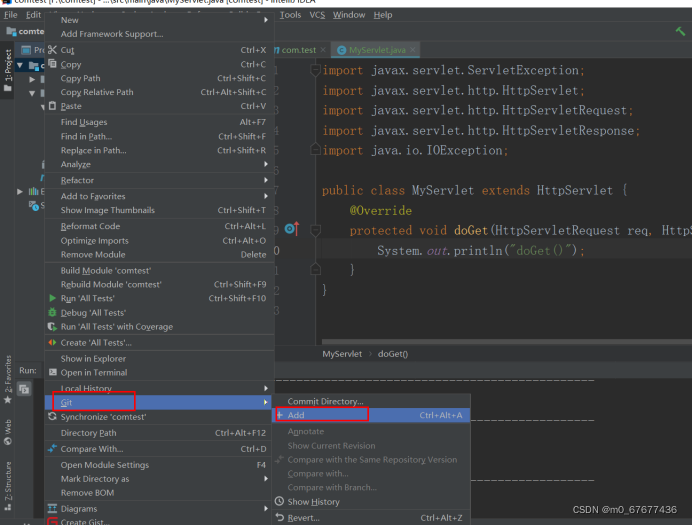 comtest [F:\comtest] - ...\src\main\java\MyServlet.java [comtest] - IntelliJ IDEA
File Edit
Tools VCS Window Help
comte
Pro
com.test
MyServlet.java
1: Project
New
Add Framework Support...
Cut Ctrl+X
Copy Ctrl+C
Copy Path Ctrl+Shift+C
Copy Relative Path Ctrl+Alt+Shift+C
Paste Ctrl+V
Find Usages Alt+F7
Find in Path... Ctrl+Shift+F
Replace in Path... Ctrl+Shift+R
Analyze
Refactor
Add to Favorites
Show Image Thumbnails Ctrl+Shift+T
Reformat Code Ctrl+Alt+L
Optimize Imports Ctrl+Alt+O
Remove Module Delete
Build Module 'comtest'
Rebuild Module 'comtest' Ctrl+Shift+F9
Run 'All Tests' Ctrl+Shift+F10
Debug 'All Tests'
Run 'All Tests' with Coverage
Create 'All Tests'...
Show in Explorer
Open in Terminal
Local History
Git
Synchronize 'comtest'
Directory Path Ctrl+Alt+F12
Compare With... Ctrl+D
Open Module Settings F4
Mark Directory as
Remove BOM
Diagrams
Create Gist...
import javax.servlet.ServletException;
import javax.servlet.http.HttpServlet;
import javax.servlet.http.HttpServletRequest;
import javax.servlet.http.HttpServletResponse;
import java.io.IOException;
public class MyServlet extends HttpServlet {
@Override
protected void doGet(HttpServletRequest req, HttpS
System.out.println("doGet()");
}
}
MyServlet › doGet()
Run:
2: Favorites
Web
Z: Structure
Commit Directory...
Add Ctrl+Alt+A
Annotate
Show Current Revision
Compare with the Same Repository Version
Compare with...
Compare with Branch...
Show History
Revert... Ctrl+Alt+Z
CSDN @m0_67677436